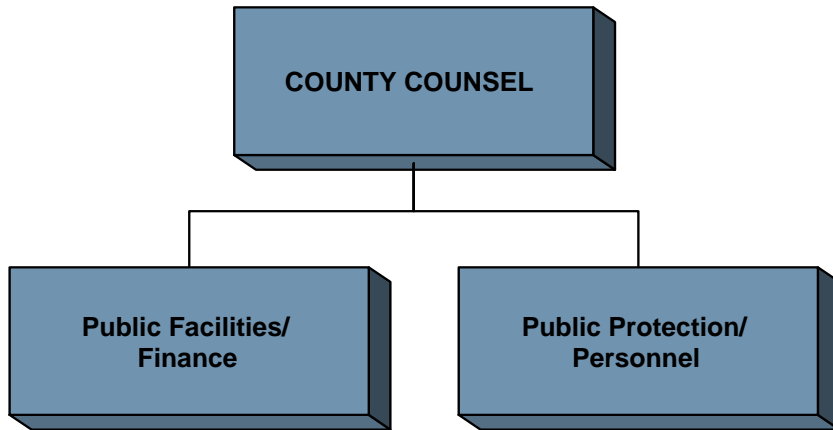 COUNTY COUNSEL
Public Facilities/
Finance
Public Protection/
Personnel